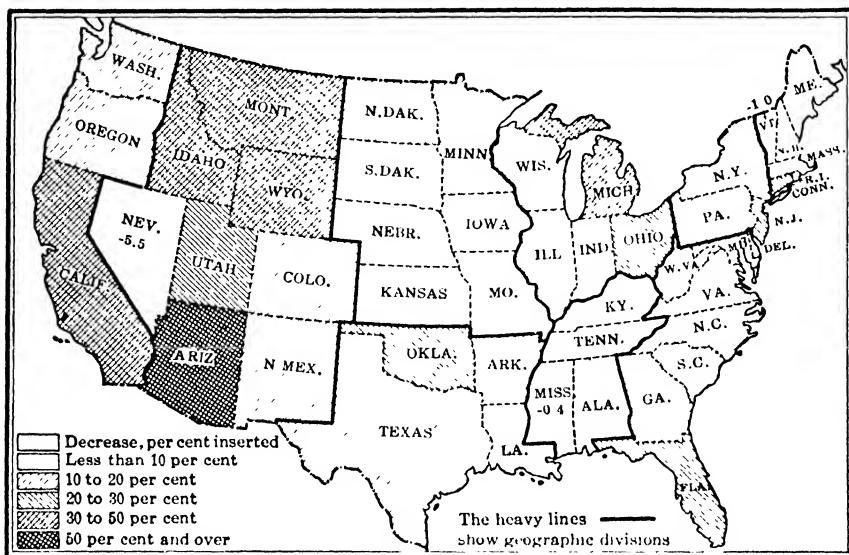 WASH.
MONT.
N.DAK.
MINN
ME.
-1 0
VT.
N.H.
OREGON
IDAHO
S.DAK.
WIS.
MICH
N.Y.
MASS.
R.I.
CONN.
WYO.
NEBR.
IOWA
PA.
N.J.
NEV.
-5.5
UTAH
COLO.
ILL
IND
OHIO
MD.
DEL.
W.VA
VA.
CALIF.
KANSAS
MO.
KY.
N.C.
TENN.
ARIZ
N MEX.
OKLA.
ARK.
S.C.
MISS
-0 4
ALA.
GA.
TEXAS
LA.
FLA.
Decrease, per cent inserted
Less than 10 per cent
10 to 20 per cent
20 to 30 per cent
30 to 50 per cent
50 per cent and over
The heavy lines
show geographic divisions